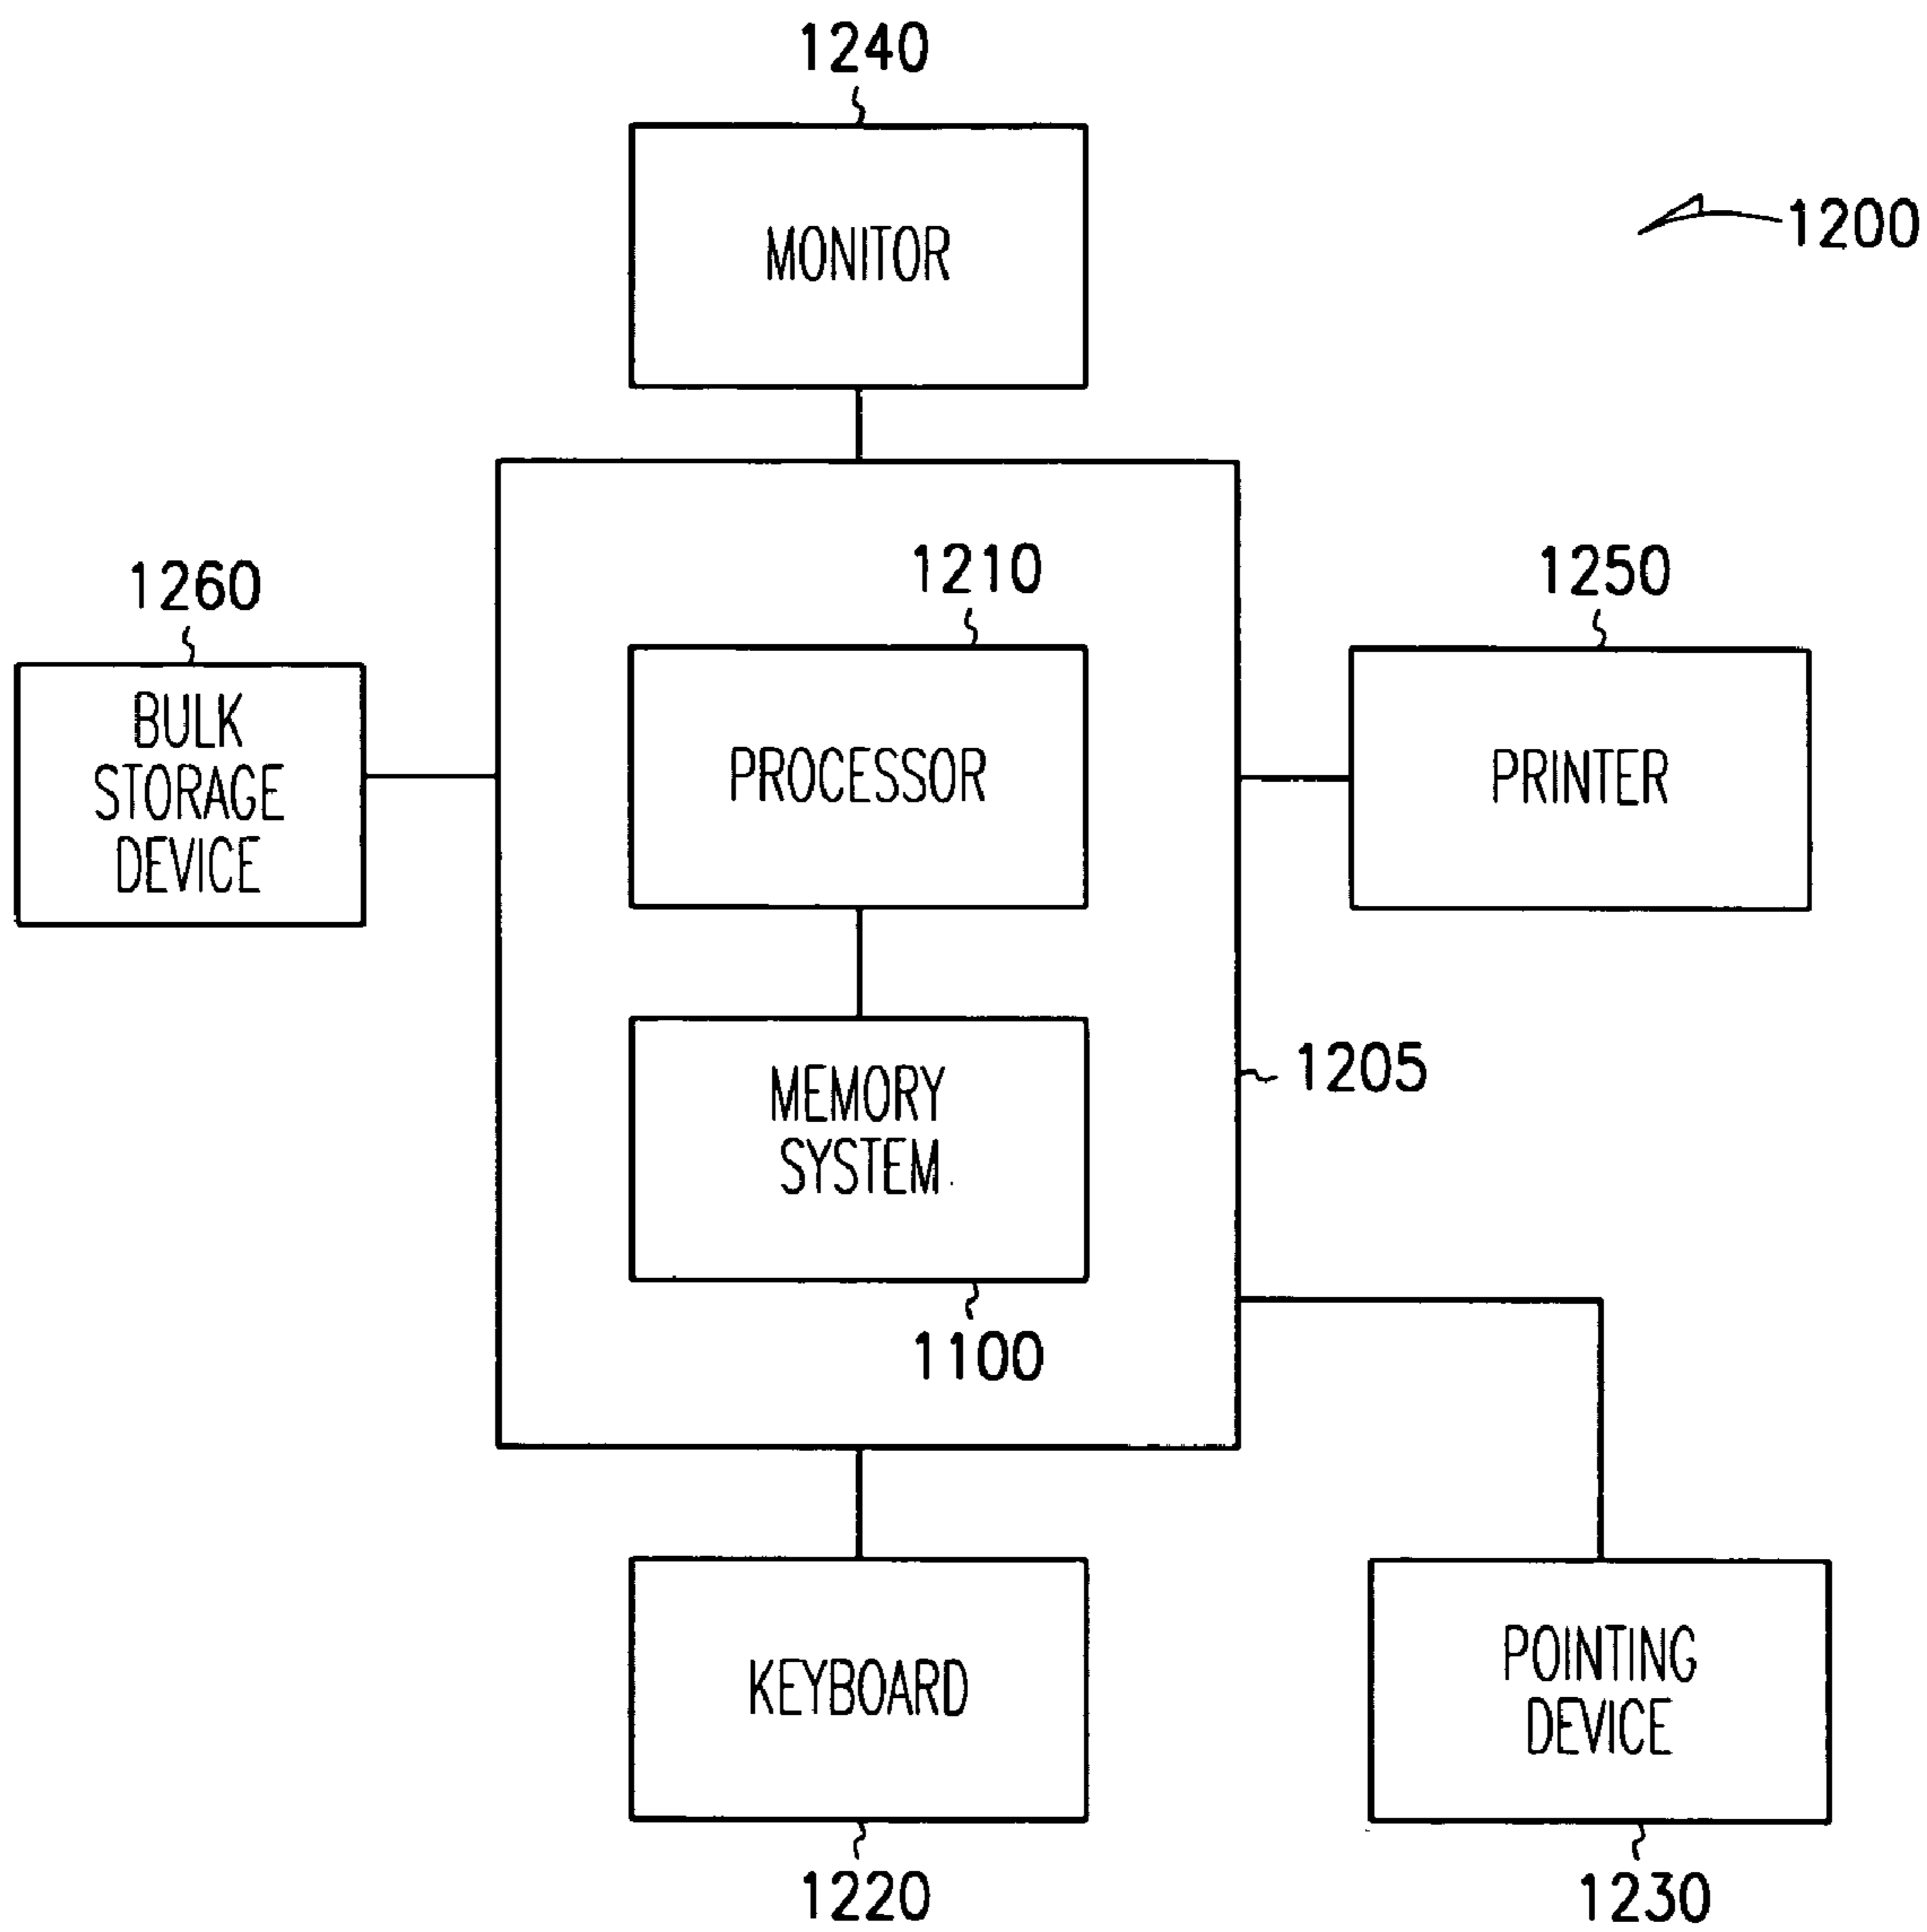 1240
MONITOR
1200
1260
BULK
STORAGE
DEVICE
1210
PROCESSOR
1250
PRINTER
MEMORY
SYSTEM
1205
1100
KEYBOARD
1220
POINTING
DEVICE
1230